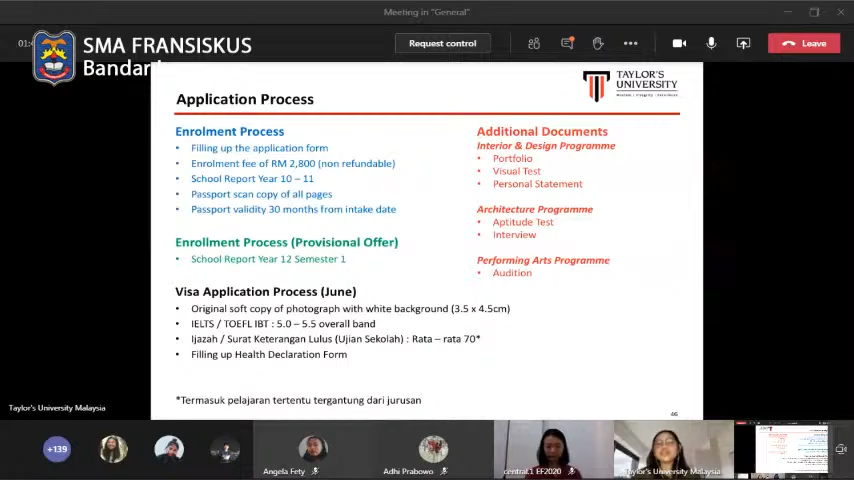 Meeting in "General"
SMA FRANSISKUS
Request control
Leave
TAYLOR'S
UNIVERSITY
Application Process
Enrolment Process
• Filling up the application form
• Enrolment fee of RM 2,800 (non refundable)
• School Report Year 10 – 11
• Passport scan copy of all pages
• Passport validity 30 months from intake date
Enrollment Process (Provisional Offer)
• School Report Year 12 Semester 1
Visa Application Process (June)
• Original soft copy of photograph with white background (3.5 x 4.5cm)
• IELTS / TOEFL IBT : 5.0 – 5.5 overall band
• Ijazah / Surat Keterangan Lulus (Ujian Sekolah) : Rata – rata 70*
• Filling up Health Declaration Form
*Termasuk pelajaran tertentu tergantung dari jurusan
Additional Documents
Interior & Design Programme
• Portfolio
• Visual Test
• Personal Statement
Architecture Programme
• Aptitude Test
• Interview
Performing Arts Programme
• Audition
46
Taylor's University Malaysia
+139
Angela Fety
Adhi Prabowo
central.1 EF2020
Taylor's University Malaysia